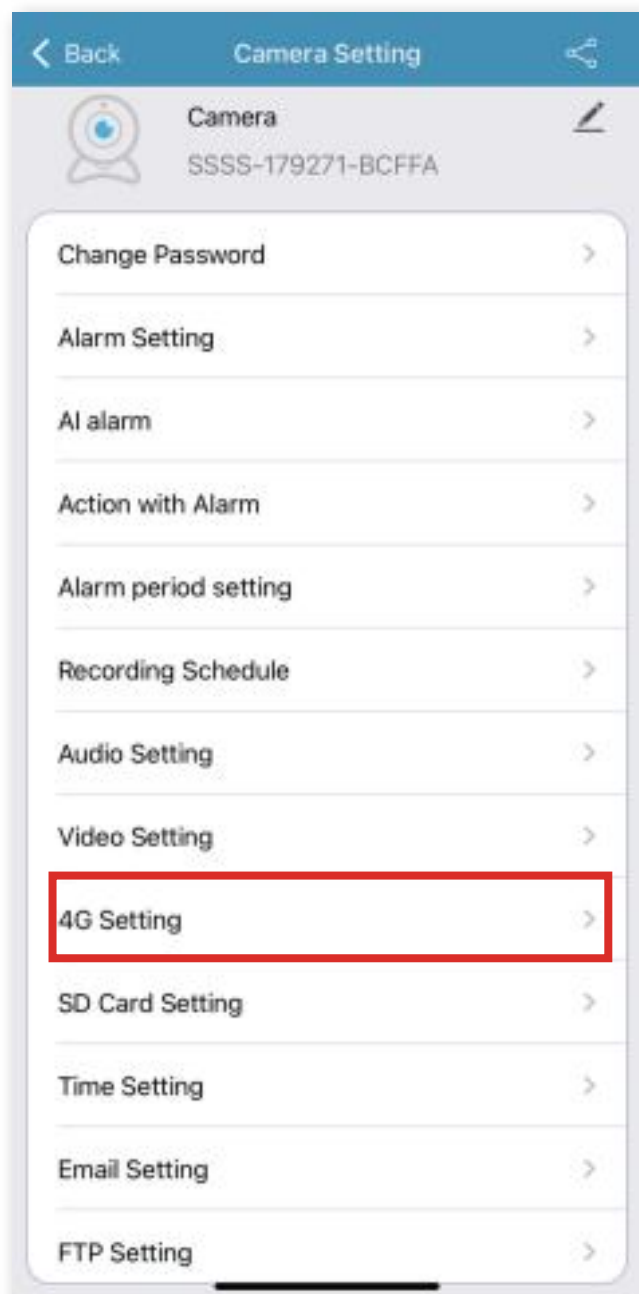 Back Camera Setting
Camera
SSSS-179271-BCFFA
Change Password
Alarm Setting
AI alarm
Action with Alarm
Alarm period setting
Recording Schedule
Audio Setting
Video Setting
4G Setting
SD Card Setting
Time Setting
Email Setting
FTP Setting